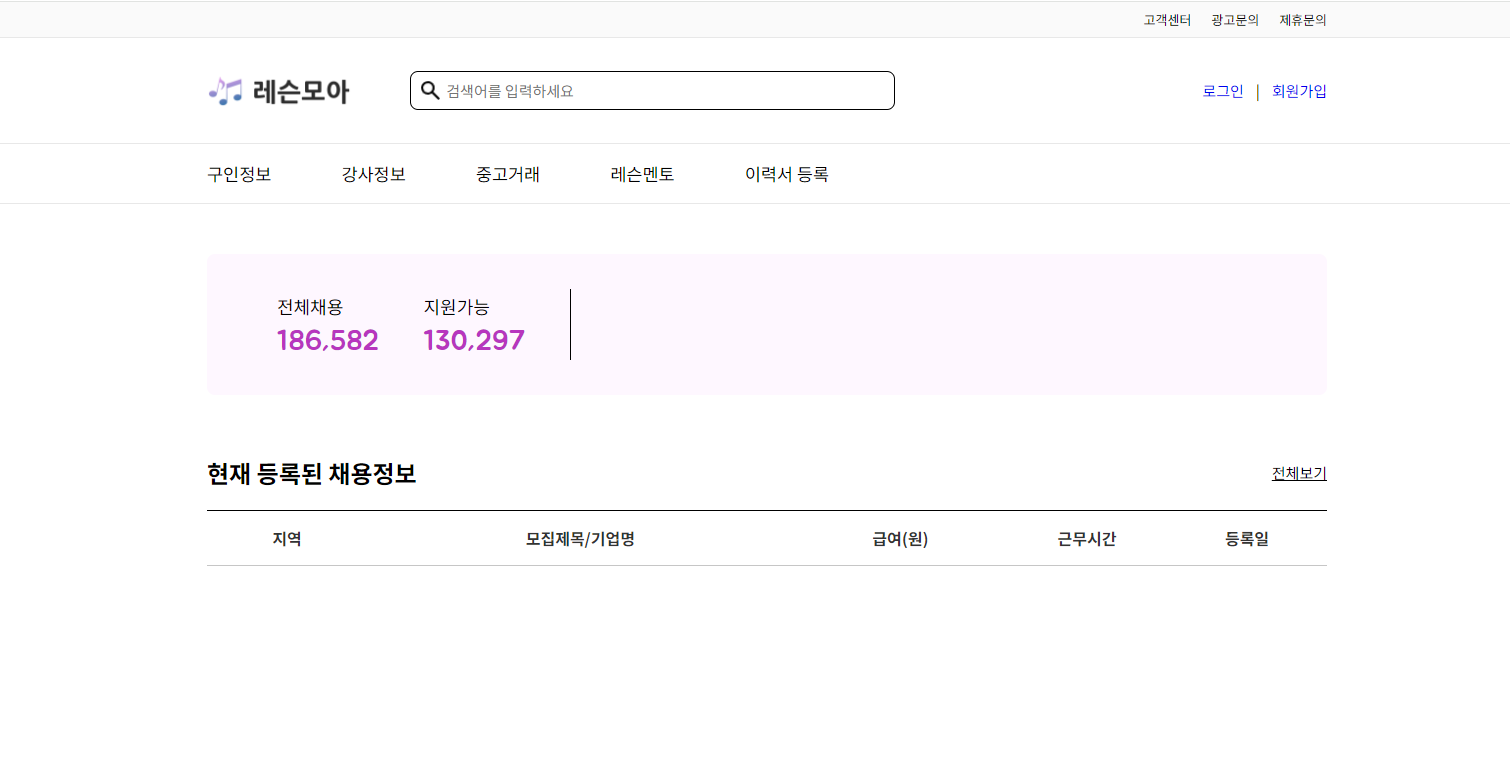 고객센터 광고문의 제휴문의
레슨모아 검색어를 입력하세요 로그인 | 회원가입
구인정보 강사정보 중고거래 레슨멘토 이력서 등록
전체채용 지원가능
186,582 130,297
현재 등록된 채용정보 전체보기
지역 모집제목/기업명 급여(원) 근무시간 등록일